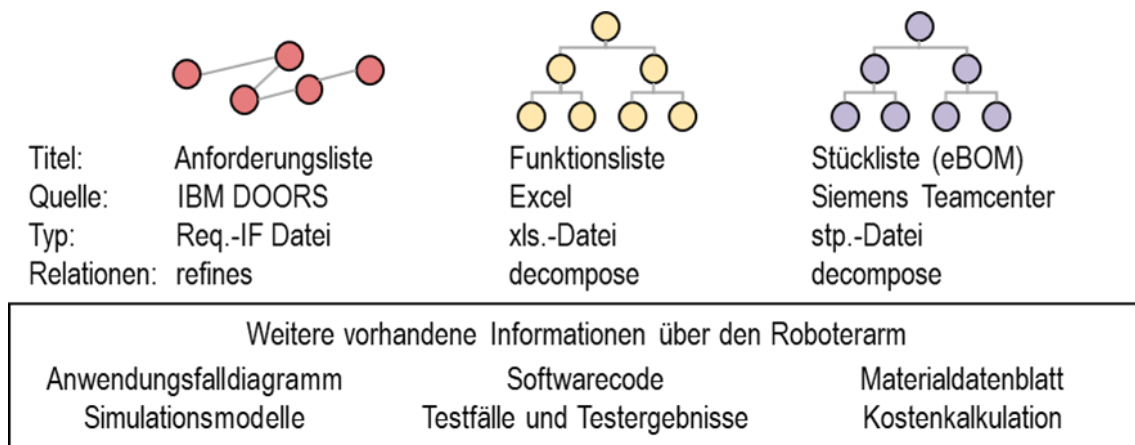 Titel: Anforderungsliste Funktionsliste Stückliste (eBOM)
Quelle: IBM DOORS Excel Siemens Teamcenter
Typ: Req.-IF Datei xls.-Datei stp.-Datei
Relationen: refines decompose decompose
Weitere vorhandene Informationen über den Roboterarm
Anwendungsfalldiagramm Softwarecode Materialdatenblatt
Simulationsmodelle Testfälle und Testergebnisse Kostenkalkulation